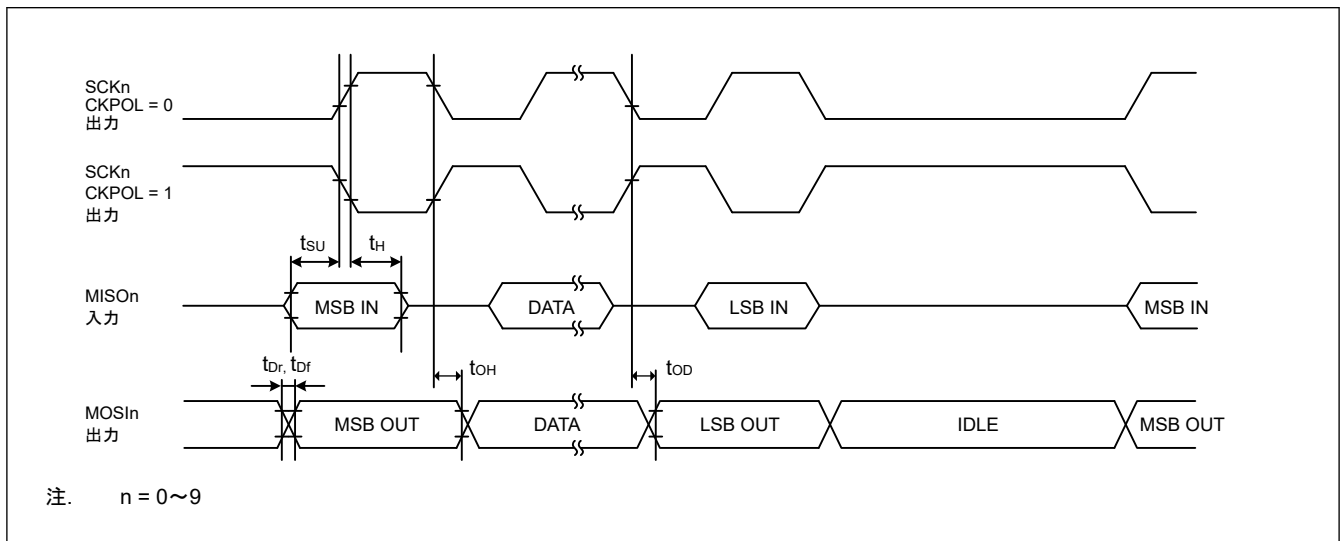 SCKn
CKPOL = 0
出力
SCKn
CKPOL = 1
出力
tSU
tH
MISOn
入力
MSB IN
DATA
LSB IN
MSB IN
tDr, tDf
tOH
tOD
MOSIn
出力
MSB OUT
DATA
LSB OUT
IDLE
MSB OUT
注. n = 0～9